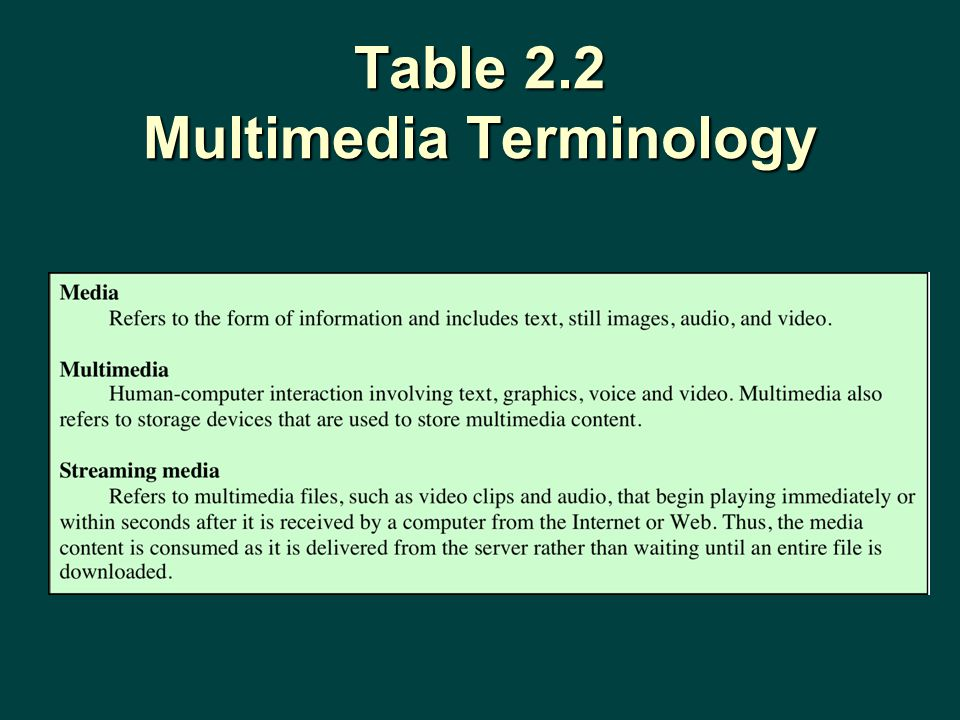 Table 2.2
Multimedia Terminology
Media
Refers to the form of information and includes text, still images, audio, and video.
Multimedia
Human-computer interaction involving text, graphics, voice and video. Multimedia also
refers to storage devices that are used to store multimedia content.
Streaming media
Refers to multimedia files, such as video clips and audio, that begin playing immediately or
within seconds after it is received by a computer from the Internet or Web. Thus, the media
content is consumed as it is delivered from the server rather than waiting until an entire file is
downloaded.